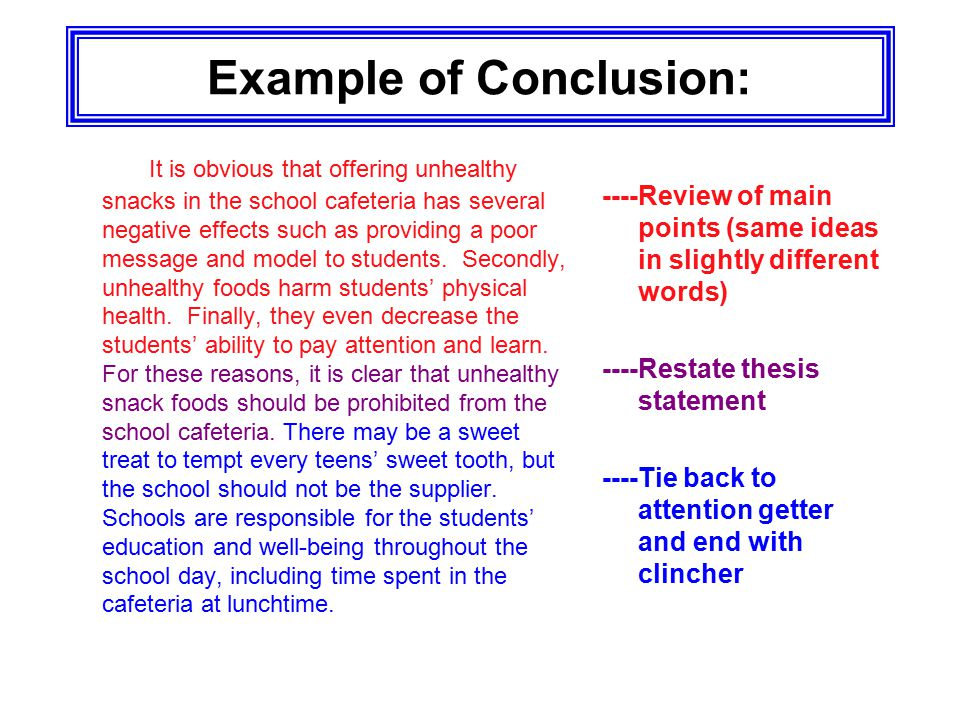 Example of Conclusion:
It is obvious that offering unhealthy
snacks in the school cafeteria has several
negative effects such as providing a poor
message and model to students.  Secondly,
unhealthy foods harm students’ physical
health.  Finally, they even decrease the
students’ ability to pay attention and learn.
For these reasons, it is clear that unhealthy
snack foods should be prohibited from the
school cafeteria. There may be a sweet
treat to tempt every teens’ sweet tooth, but
the school should not be the supplier.
Schools are responsible for the students’
education and well-being throughout the
school day, including time spent in the
cafeteria at lunchtime.
----Review of main
points (same ideas
in slightly different
words)
----Restate thesis
statement
----Tie back to
attention getter
and end with
clincher